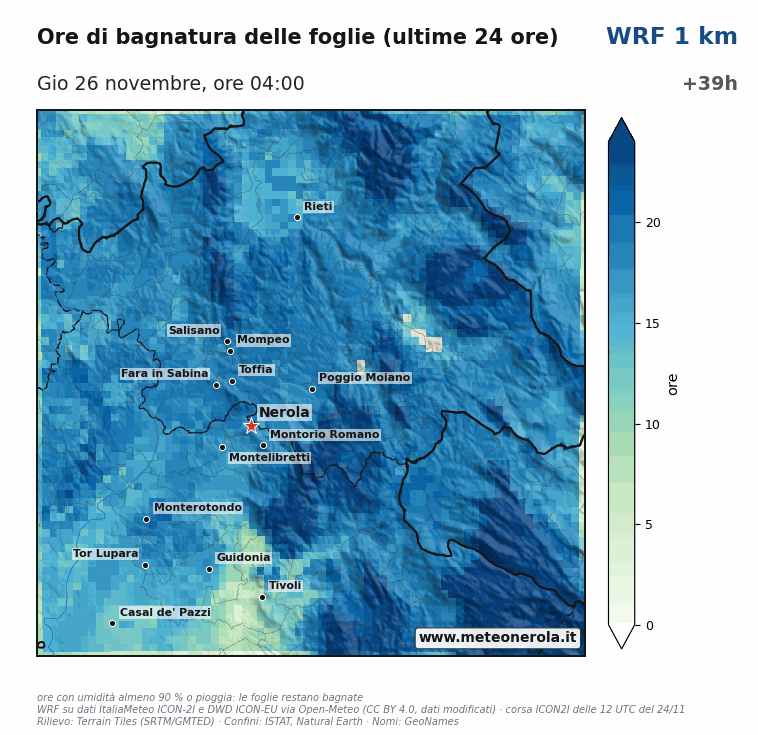 Ore di bagnatura delle foglie (ultime 24 ore)
WRF 1 km
Gio 26 novembre, ore 04:00
+39h
Rieti
Salisano
Mompeo
Fara in Sabina
Toffia
Poggio Moiano
Nerola
Montorio Romano
Montelibretti
Monterotondo
Tor Lupara
Guidonia
Tivoli
Casal de' Pazzi
www.meteonerola.it
20
15
10
5
0
ore
ore con umidità almeno 90 % o pioggia: le foglie restano bagnate
WRF su dati ItaliaMeteo ICON-2I e DWD ICON-EU via Open-Meteo (CC BY 4.0, dati modificati) · corsa ICON2I delle 12 UTC del 24/11
Rilievo: Terrain Tiles (SRTM/GMTED) · Confini: ISTAT, Natural Earth · Nomi: GeoNames